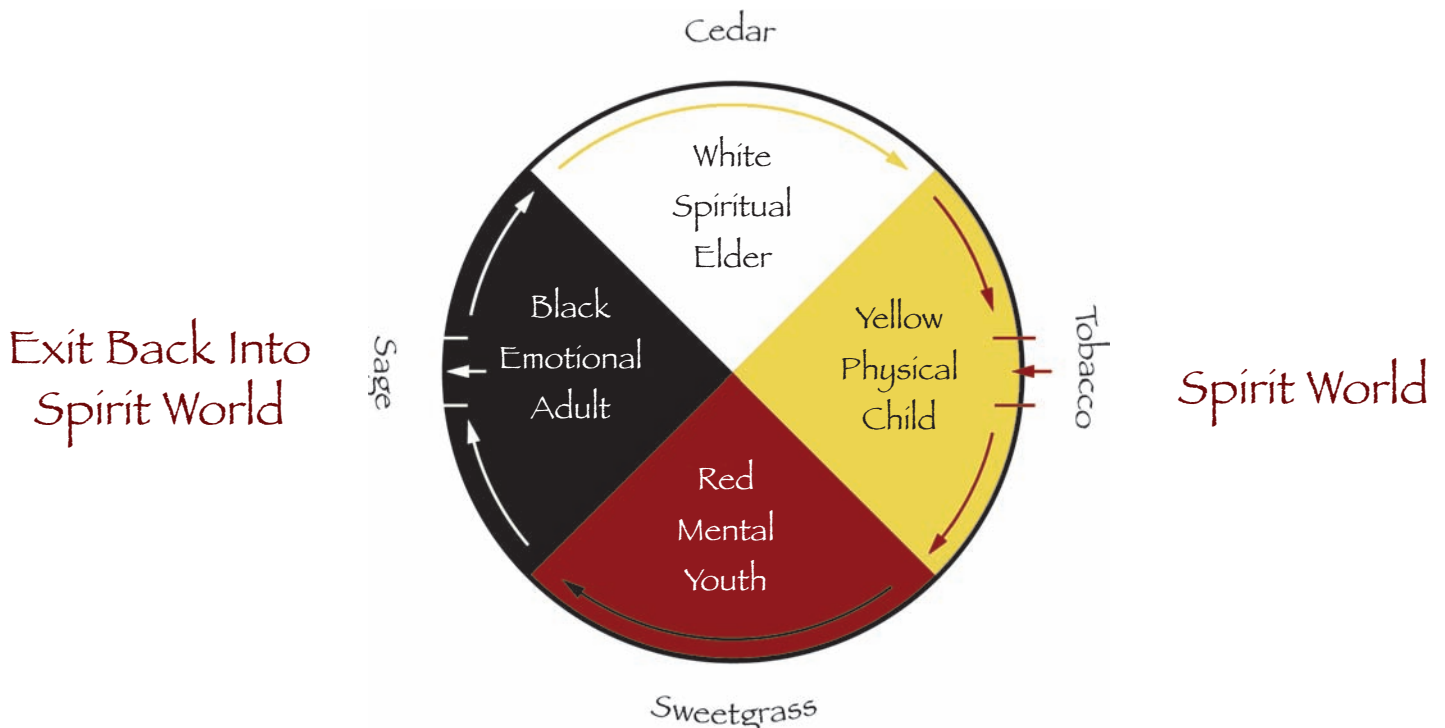 Cedar
White
Spiritual
Elder
Exit Back Into
Spirit World
Sage
Black
Emotional
Adult
Yellow
Physical
Child
Tobacco
Spirit World
Red
Mental
Youth
Sweetgrass